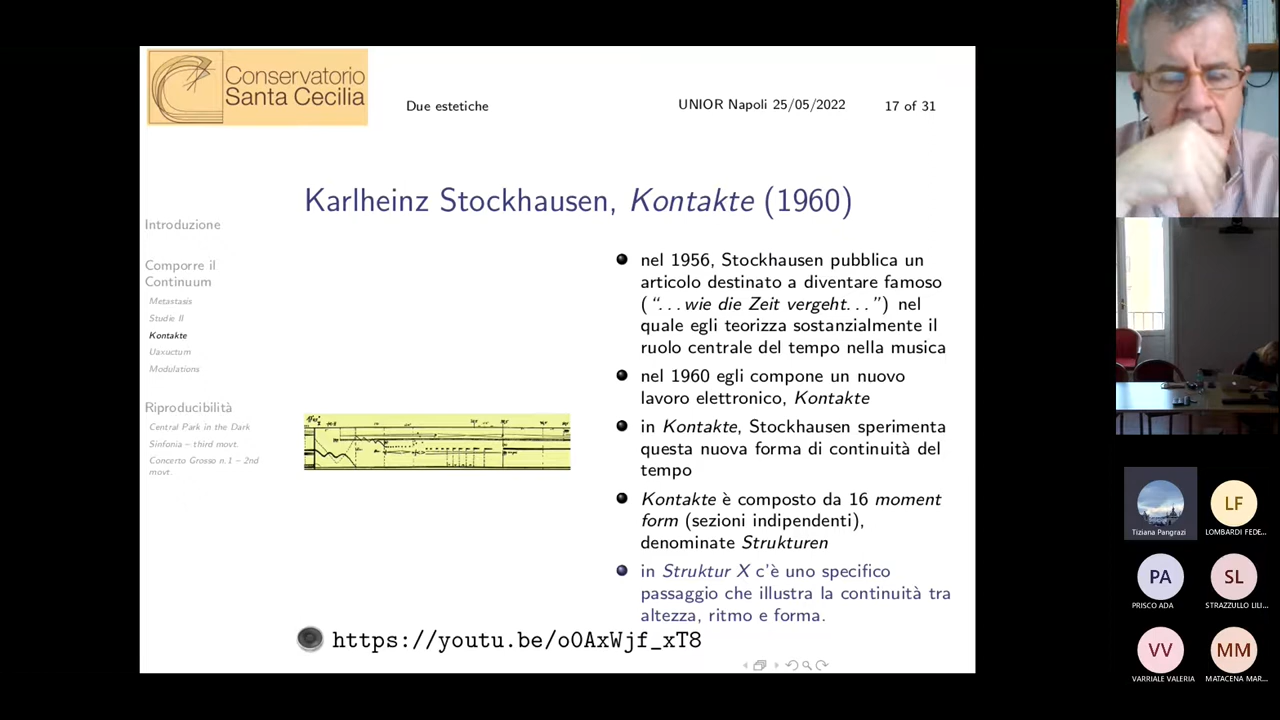 Conservatorio
Santa Cecilia
Due estetiche
UNIOR Napoli 25/05/2022
17 of 31
Karlheinz Stockhausen, Kontakte (1960)
Introduzione
Comporre il
Continuum
Metastasis
Studie II
Kontakte
Uaxuctum
Modulations
Riproducibilità
Central Park in the Dark
Sinfonia – third movt.
Concerto Grosso n.1 – 2nd
movt.
nel 1956, Stockhausen pubblica un
articolo destinato a diventare famoso
(“...wie die Zeit vergeht...”) nel
quale egli teorizza sostanzialmente il
ruolo centrale del tempo nella musica
nel 1960 egli compone un nuovo
lavoro elettronico, Kontakte
in Kontakte, Stockhausen sperimenta
questa nuova forma di continuità del
tempo
Kontakte è composto da 16 moment
form (sezioni indipendenti),
denominate Strukturen
in Struktur X c'è uno specifico
passaggio che illustra la continuità tra
altezza, ritmo e forma.
https://youtu.be/o0AxWjf_xT8
Tiziana Pangrazi
LF
LOMBARDI FEDE...
PA
PRISCO ADA
SL
STRAZZULLO LILI...
VV
VARRIALE VALERIA
MM
MATACENA MAR...